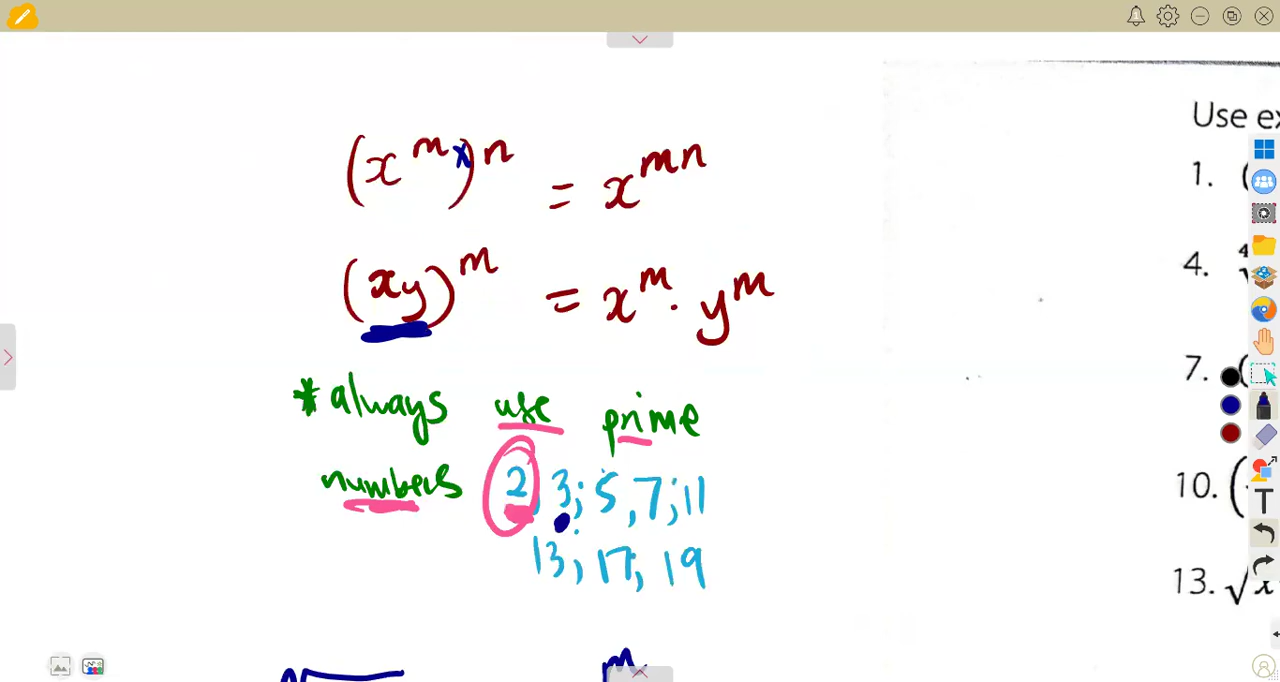 (x^m×)^n = x^{mn}
Use ex
1. (
(xy)^m = x^m · y^m
4.
* always use prime
7. (
numbers 2, 3; 5, 7; 11
10. (
13; 17; 19
13. √x
m